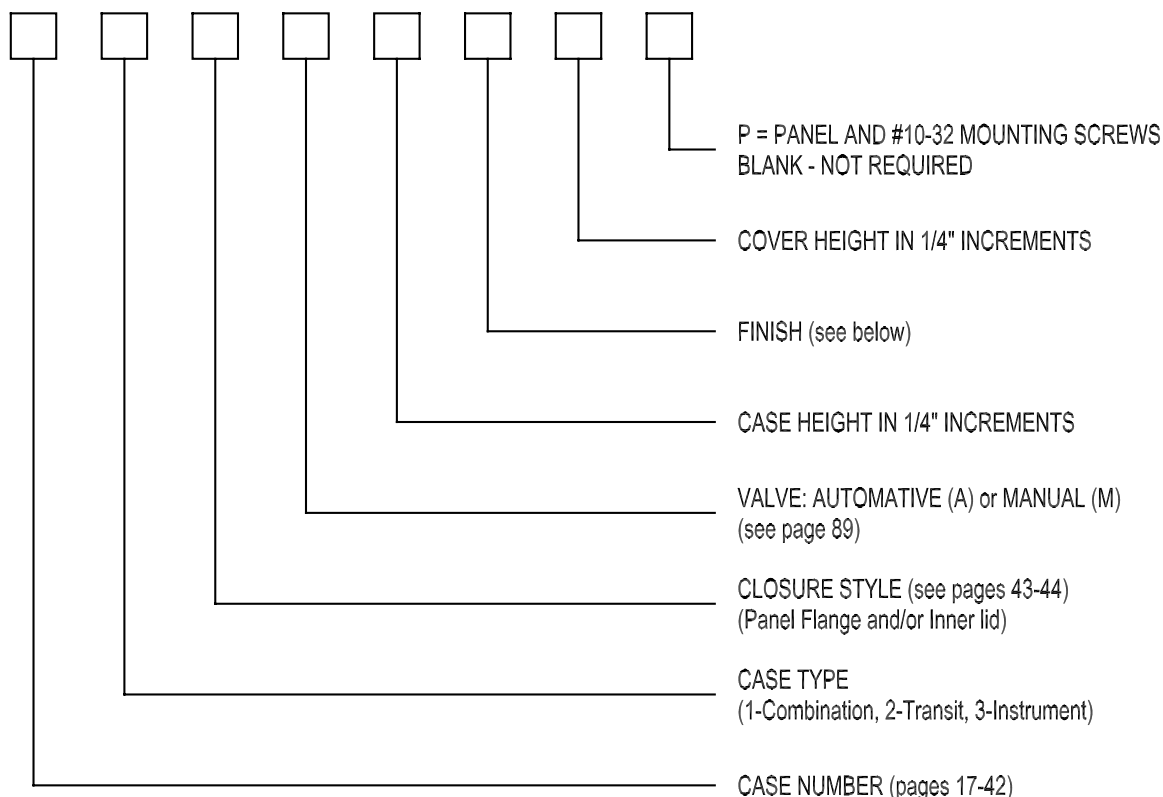 P = PANEL AND #10-32 MOUNTING SCREWS
BLANK - NOT REQUIRED
COVER HEIGHT IN 1/4" INCREMENTS
FINISH (see below)
CASE HEIGHT IN 1/4" INCREMENTS
VALVE: AUTOMATIVE (A) or MANUAL (M)
(see page 89)
CLOSURE STYLE (see pages 43-44)
(Panel Flange and/or Inner lid)
CASE TYPE
(1-Combination, 2-Transit, 3-Instrument)
CASE NUMBER (pages 17-42)